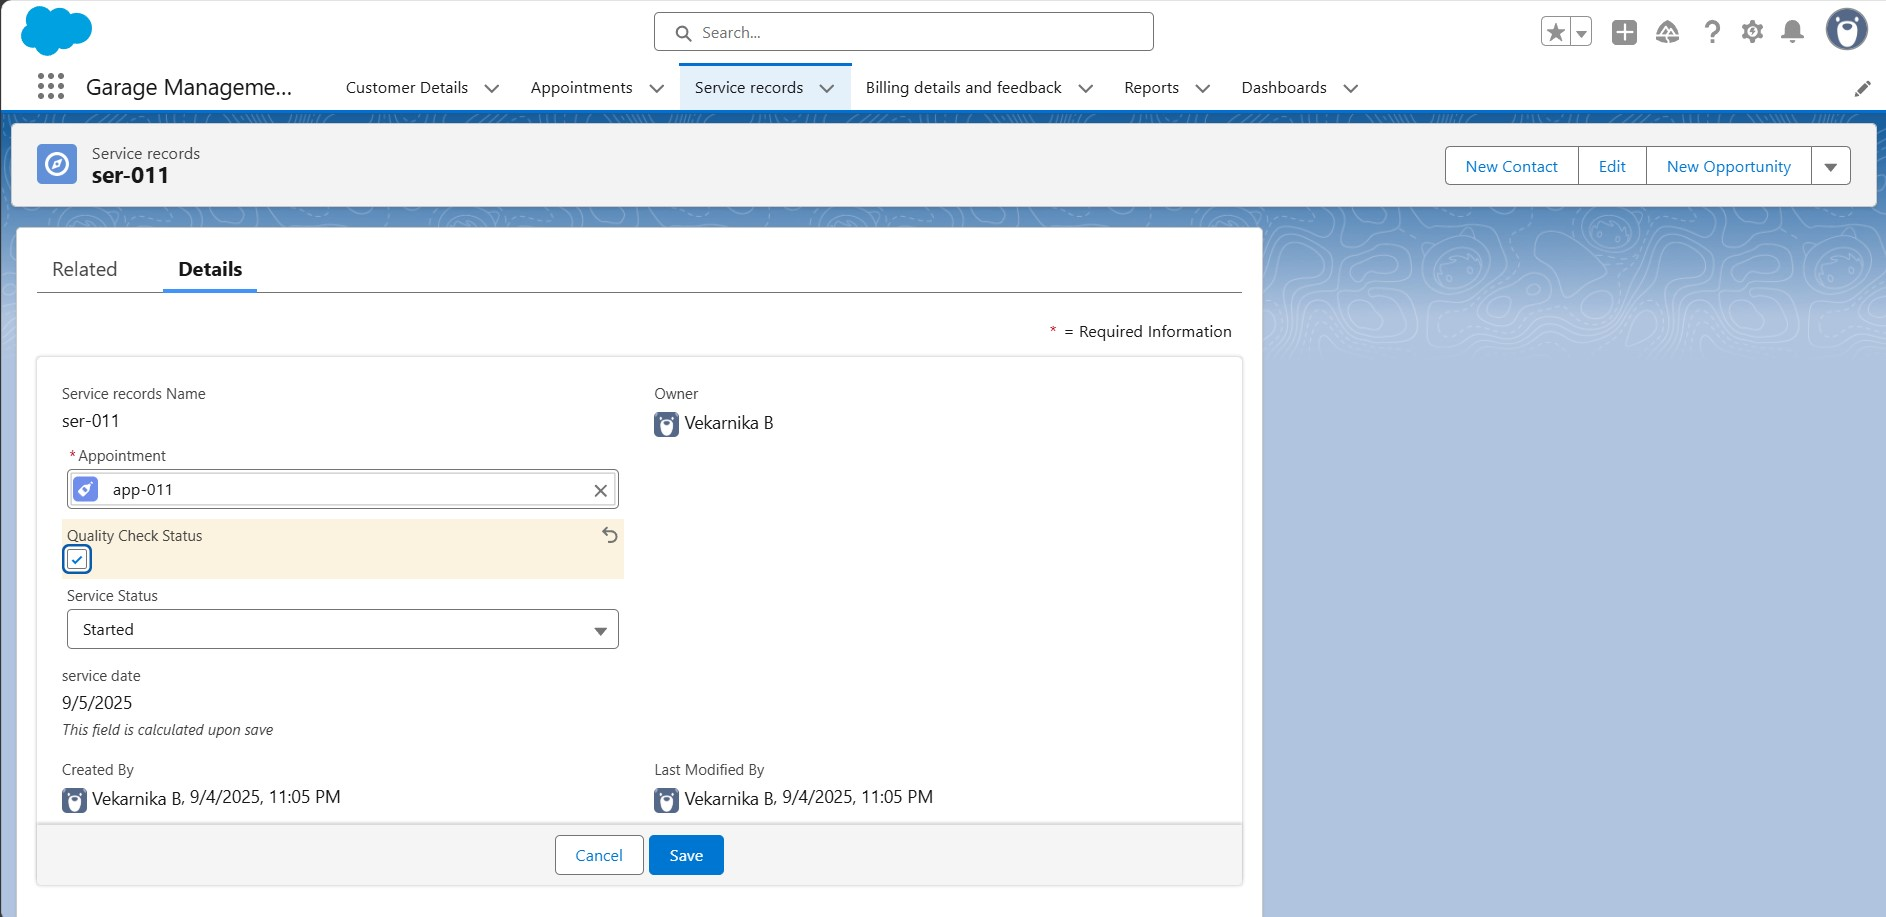 Search...
Garage Manageme...
Customer Details
Appointments
Service records
Billing details and feedback
Reports
Dashboards
Service records
ser-011
New Contact
Edit
New Opportunity
Related
Details
* = Required Information
Service records Name
ser-011
Owner
Vekarnika B
*Appointment
app-011
Quality Check Status
Service Status
Started
service date
9/5/2025
This field is calculated upon save
Created By
Vekarnika B, 9/4/2025, 11:05 PM
Last Modified By
Vekarnika B, 9/4/2025, 11:05 PM
Cancel
Save